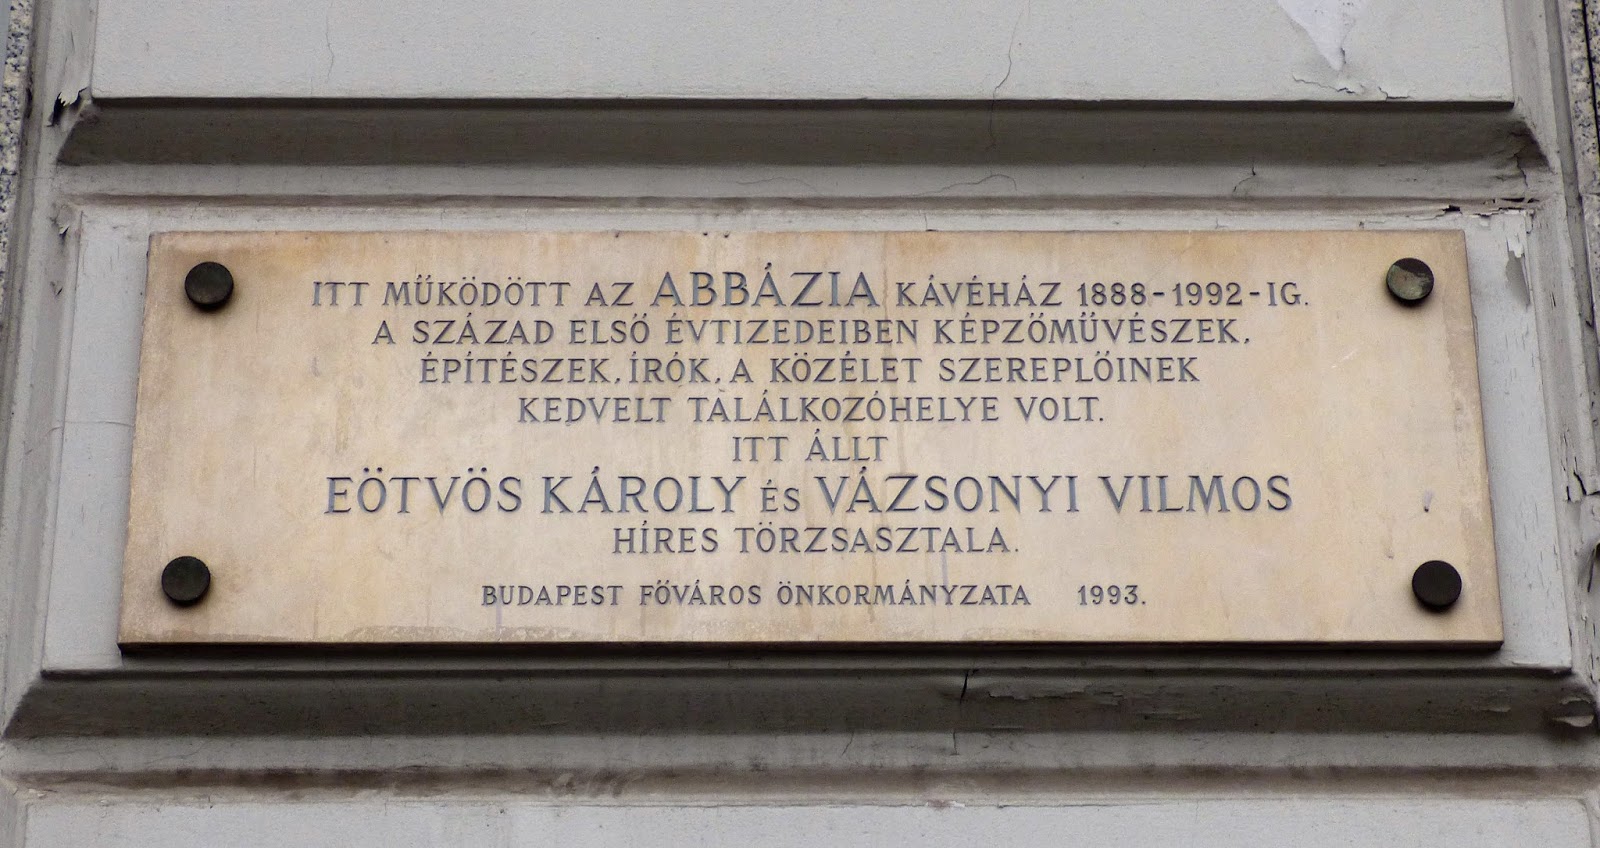 ITT MŰKÖDÖTT AZ ABBÁZIA KÁVÉHÁZ 1888-1992-IG.
A SZÁZAD ELSŐ ÉVTIZEDEIBEN KÉPZŐMŰVÉSZEK,
ÉPÍTÉSZEK, ÍRÓK, A KÖZÉLET SZEREPLŐINEK
KEDVELT TALÁLKOZÓHELYE VOLT.
ITT ÁLLT
EÖTVÖS KÁROLY ÉS VÁZSONYI VILMOS
HÍRES TÖRZSASZTALA.
BUDAPEST FŐVÁROS ÖNKORMÁNYZATA 1993.